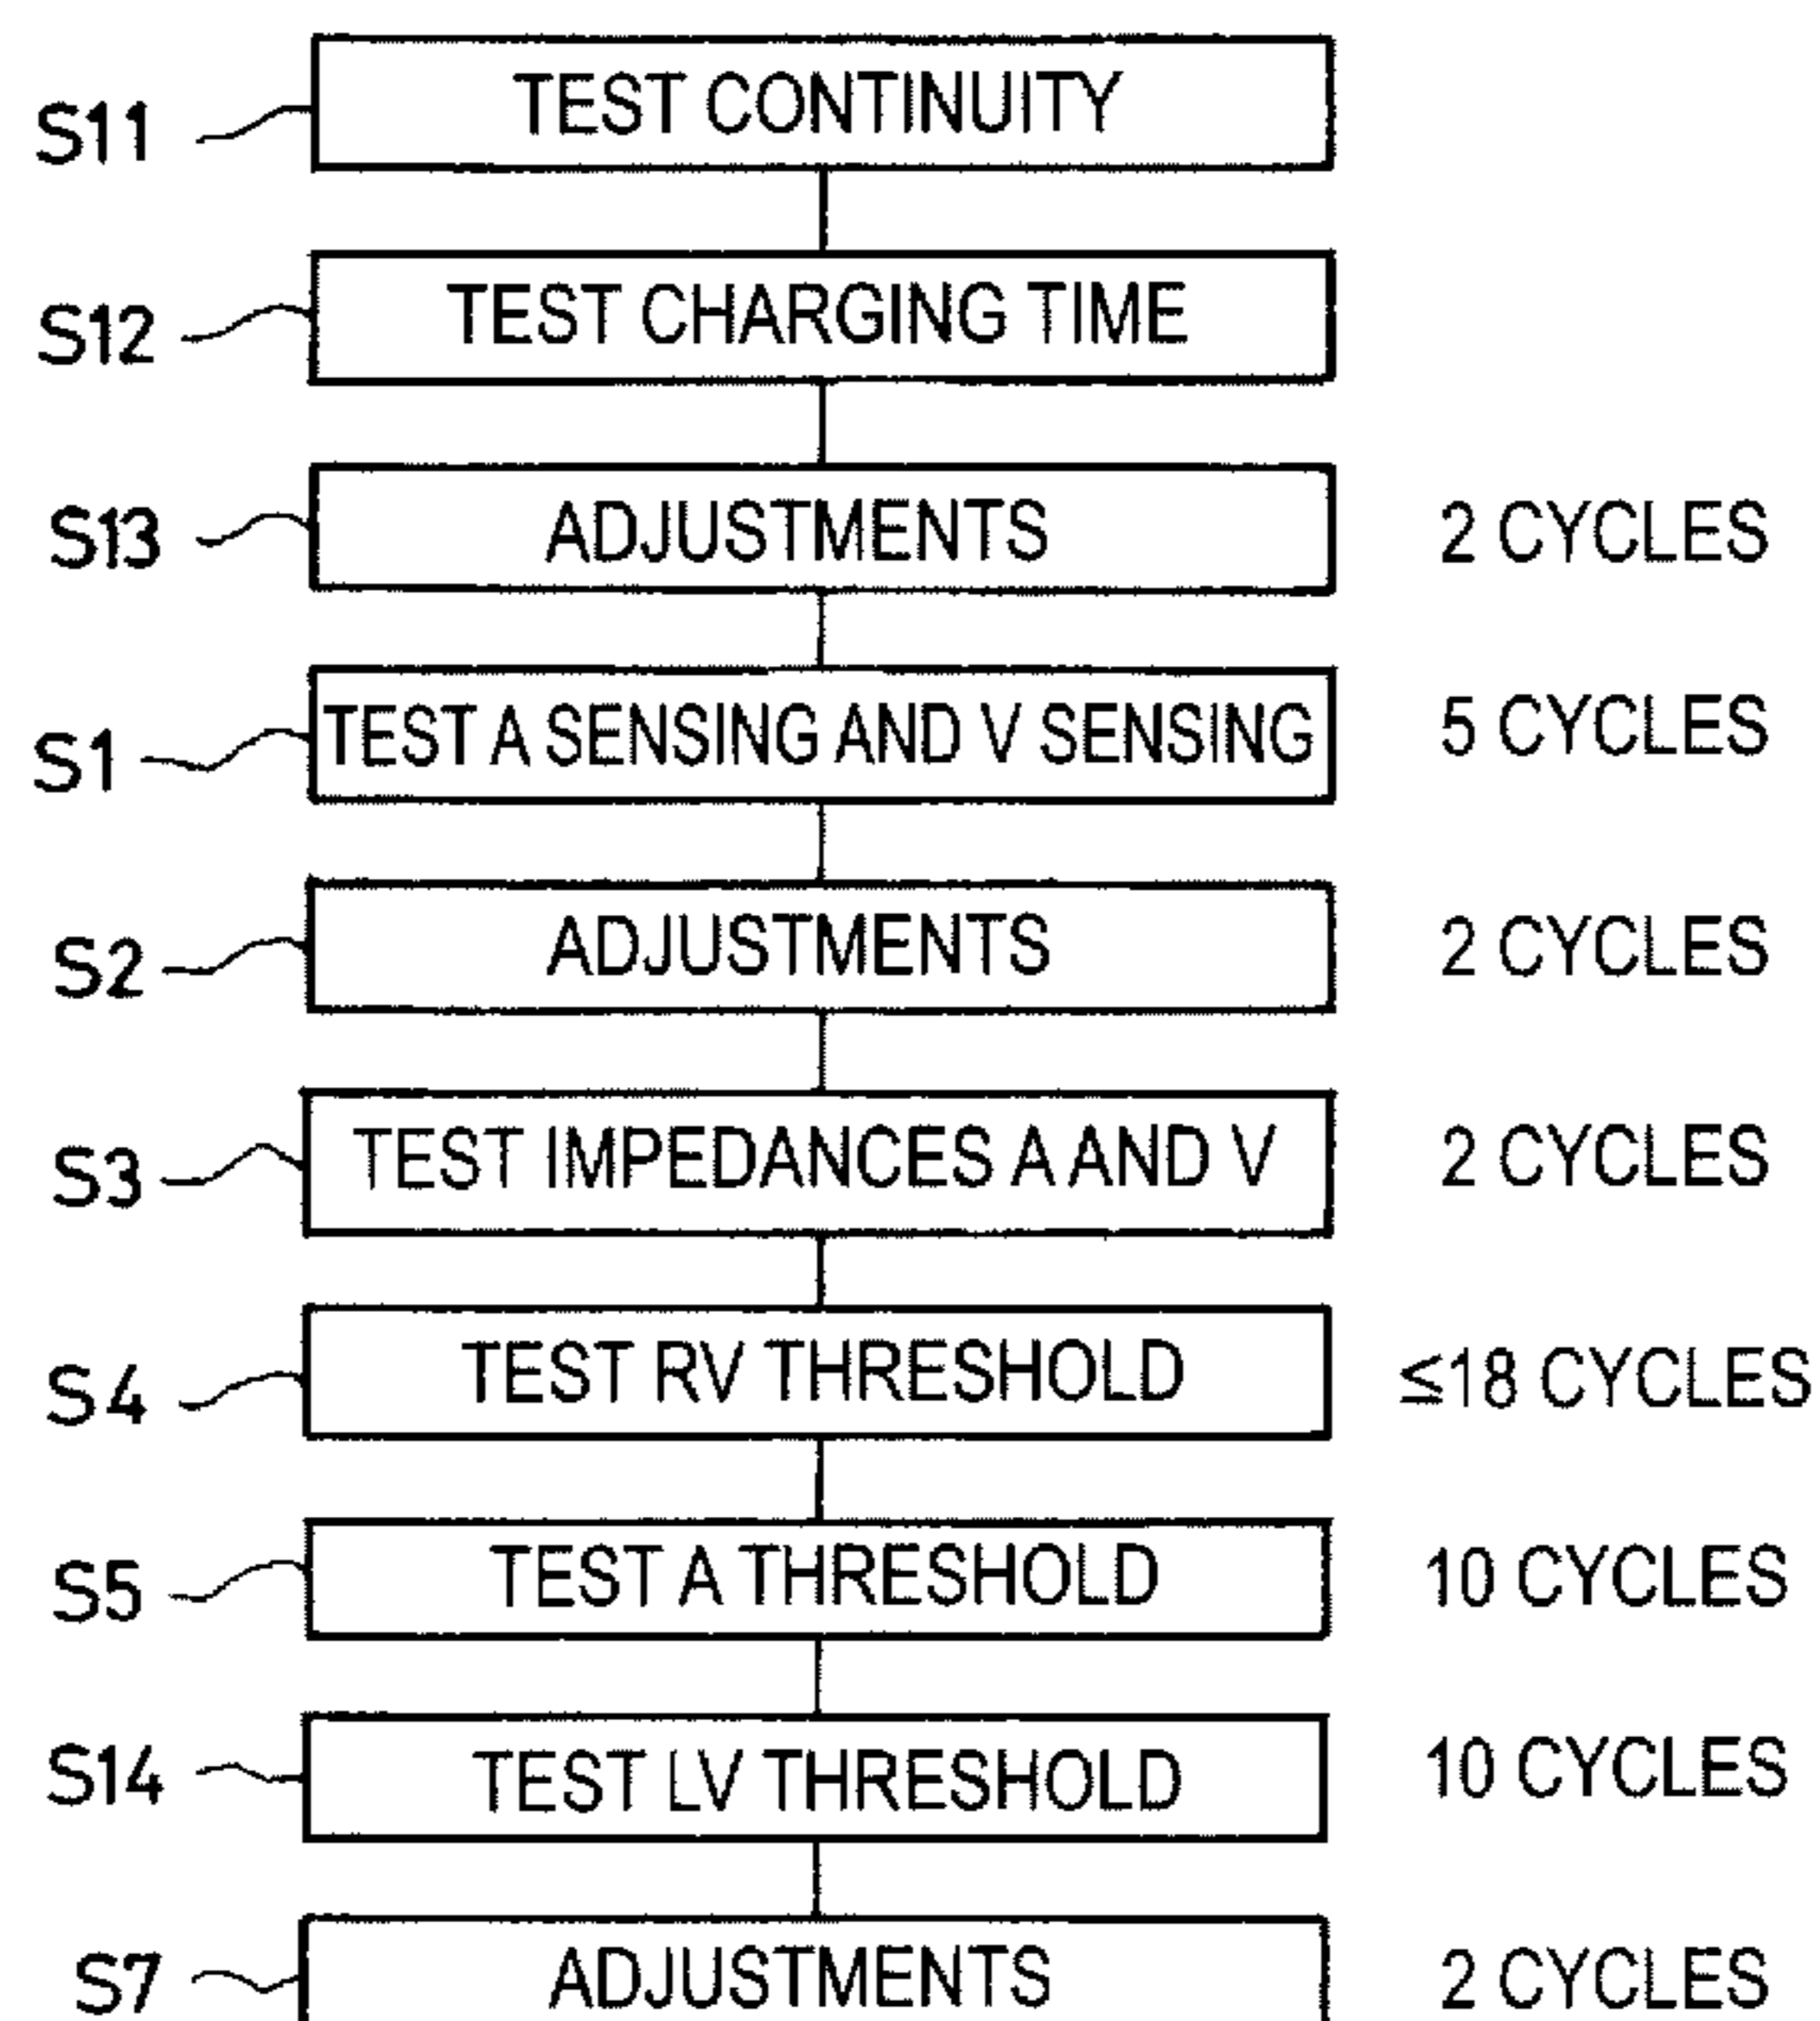 S11 TEST CONTINUITY
S12 TEST CHARGING TIME
S13 ADJUSTMENTS 2 CYCLES
S1 TEST A SENSING AND V SENSING 5 CYCLES
S2 ADJUSTMENTS 2 CYCLES
S3 TEST IMPEDANCES A AND V 2 CYCLES
S4 TEST RV THRESHOLD ≤18 CYCLES
S5 TEST A THRESHOLD 10 CYCLES
S14 TEST LV THRESHOLD 10 CYCLES
S7 ADJUSTMENTS 2 CYCLES